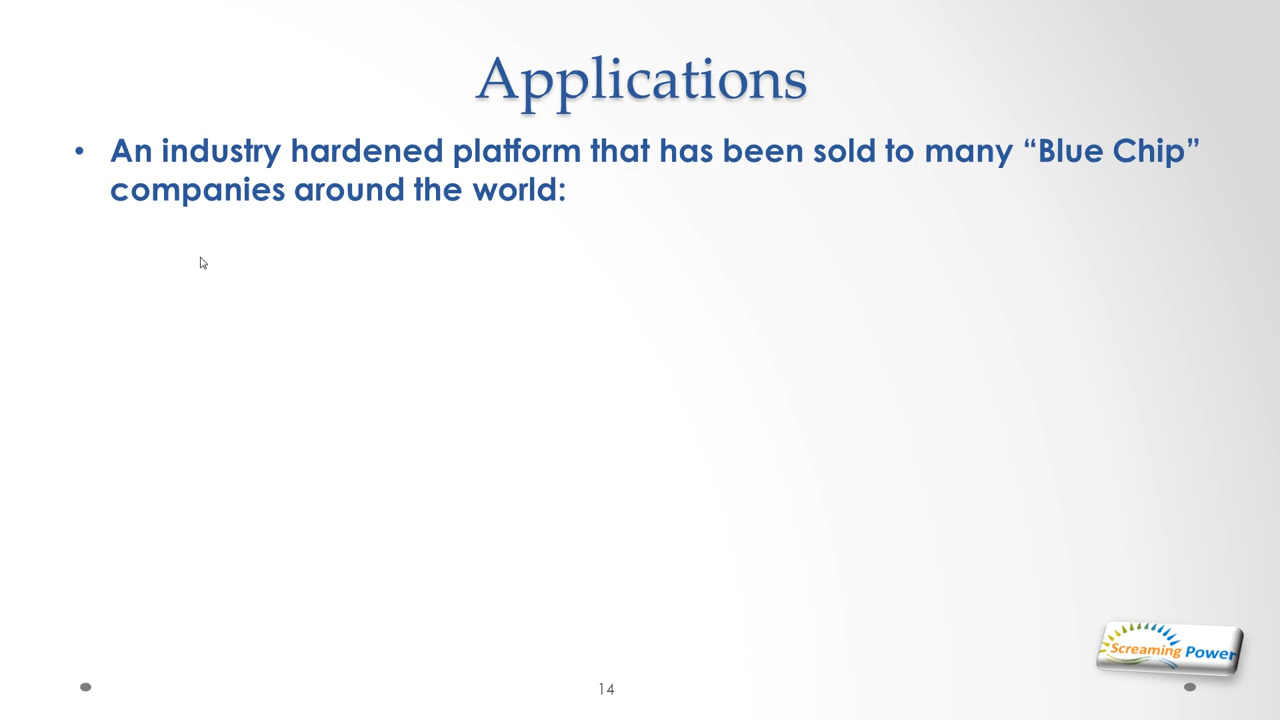 Applications
• An industry hardened platform that has been sold to many “Blue Chip”
companies around the world:
Screaming Power
14